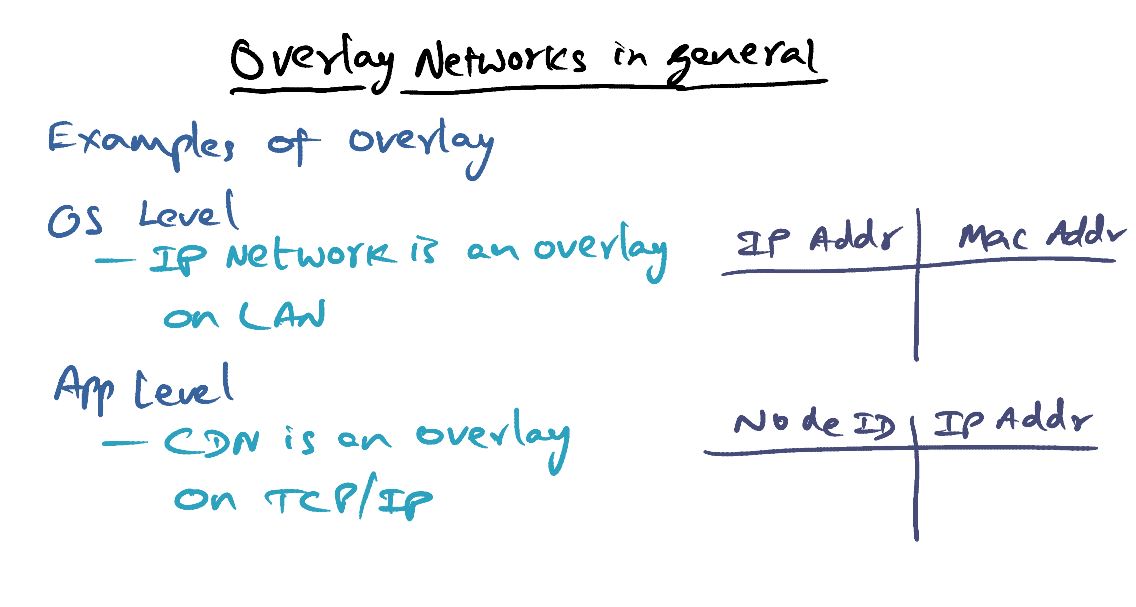 Overlay Networks in general
Examples of overlay
OS Level
— IP Network is an overlay
on LAN
IP Addr | Mac Addr
App Level
— CDN is an overlay
on TCP/IP
Node ID | IP Addr